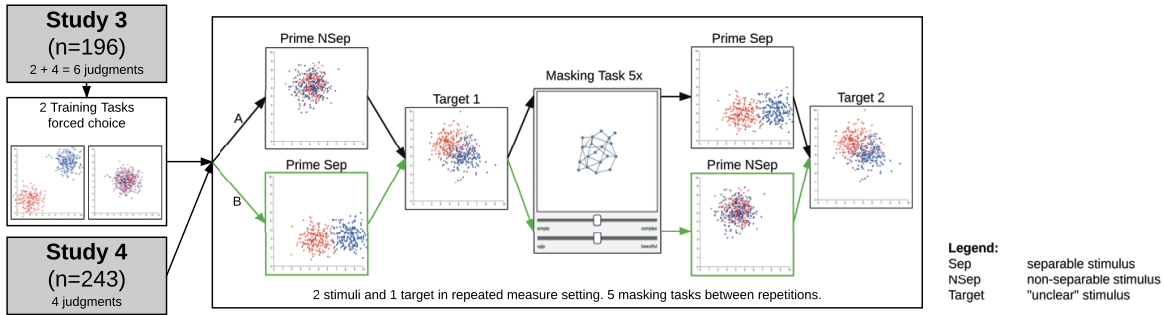 Study 3
(n=196)
2 + 4 = 6 judgments
2 Training Tasks
forced choice
Study 4
(n=243)
4 judgments
A
B
Prime NSep
Prime Sep
Target 1
Masking Task 5x
simple complex
ugly beautiful
Prime Sep
Prime NSep
Target 2
2 stimuli and 1 target in repeated measure setting. 5 masking tasks between repetitions.
Legend:
Sep separable stimulus
NSep non-separable stimulus
Target "unclear" stimulus